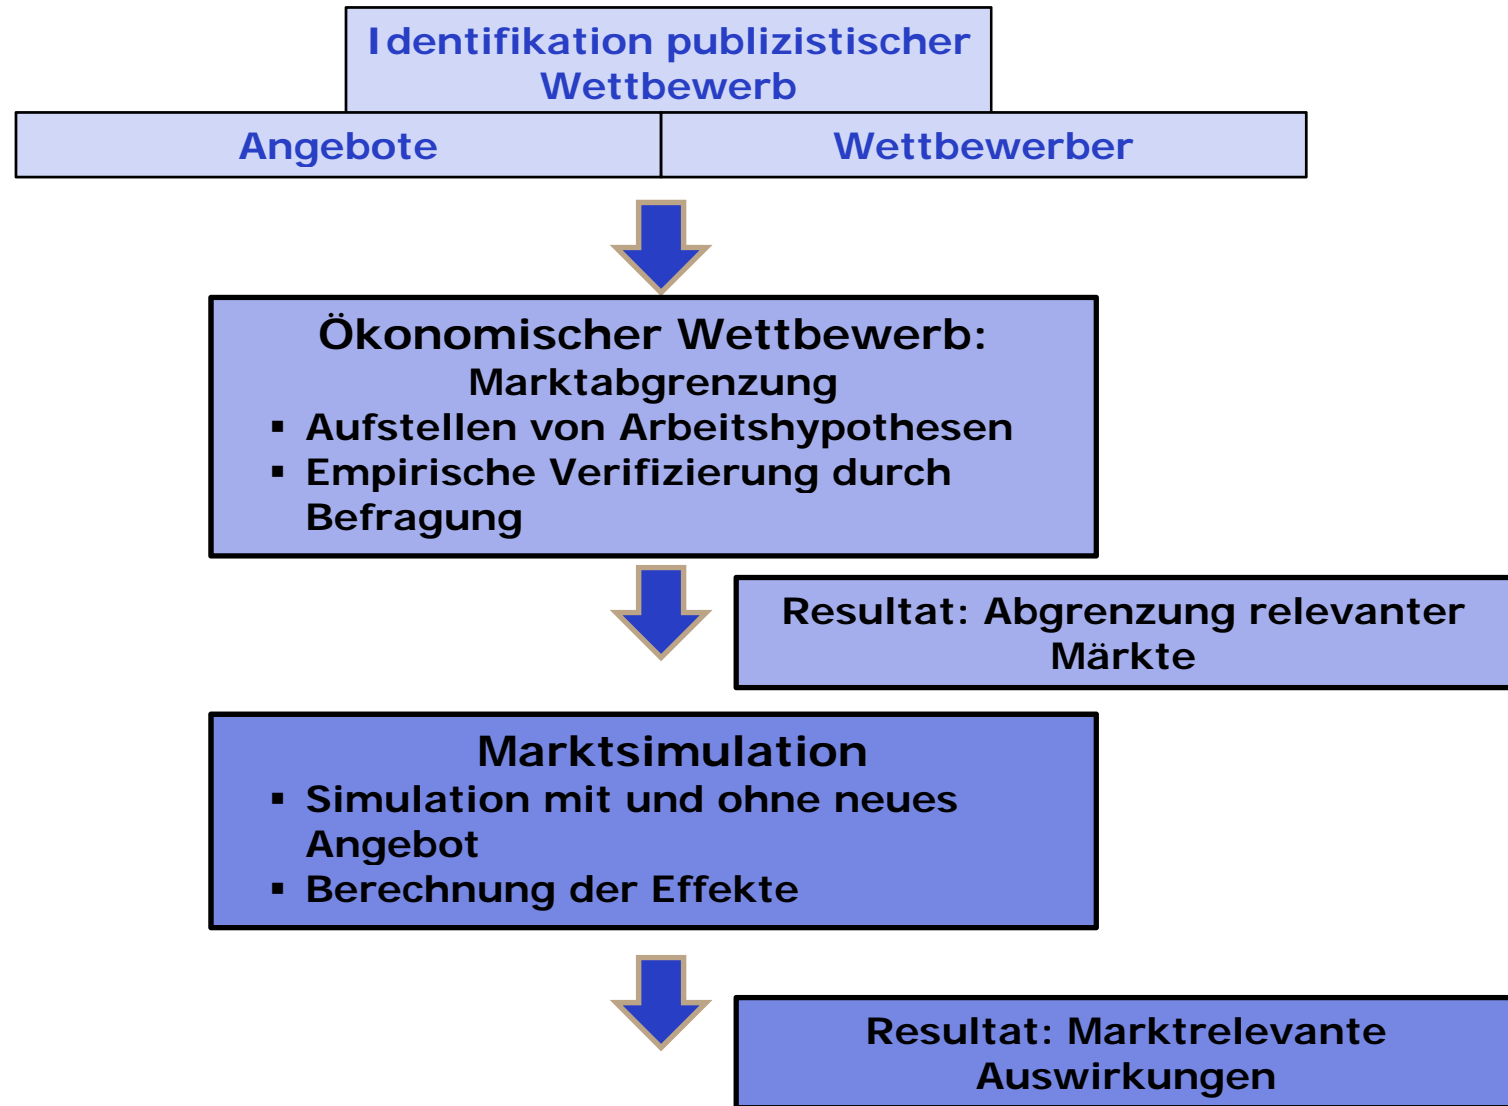 Identifikation publizistischer
Wettbewerb
Angebote
Wettbewerber
Ökonomischer Wettbewerb:
Marktabgrenzung
▪ Aufstellen von Arbeitshypothesen
▪ Empirische Verifizierung durch
Befragung
Resultat: Abgrenzung relevanter
Märkte
Marktsimulation
▪ Simulation mit und ohne neues
Angebot
▪ Berechnung der Effekte
Resultat: Marktrelevante
Auswirkungen